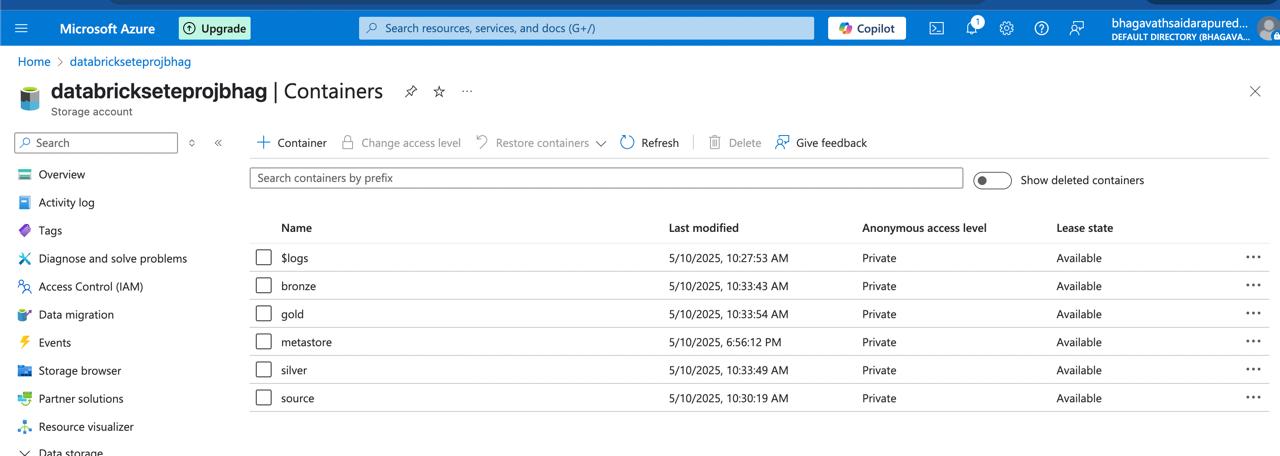 Microsoft Azure
Upgrade
Search resources, services, and docs (G+/)
Copilot
1
bhagavathsaidarapured...
DEFAULT DIRECTORY (BHAGAVA...
Home > databrickseteprojbhag
databrickseteprojbhag | Containers
Storage account
Search
Container
Change access level
Restore containers
Refresh
Delete
Give feedback
Search containers by prefix
Show deleted containers
Overview
Activity log
Tags
Diagnose and solve problems
Access Control (IAM)
Data migration
Events
Storage browser
Partner solutions
Resource visualizer
Data storage
Name Last modified Anonymous access level Lease state
$logs 5/10/2025, 10:27:53 AM Private Available
bronze 5/10/2025, 10:33:43 AM Private Available
gold 5/10/2025, 10:33:54 AM Private Available
metastore 5/10/2025, 6:56:12 PM Private Available
silver 5/10/2025, 10:33:49 AM Private Available
source 5/10/2025, 10:30:19 AM Private Available